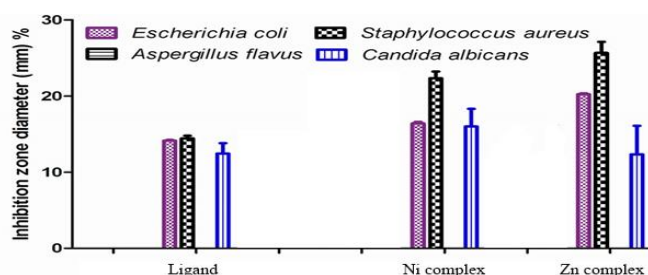 30
Escherichia coli Staphylococcus aureus
Aspergillus flavus Candida albicans
20
10
0
Inhibition zone diameter (mm) %
Ligand Ni complex Zn complex